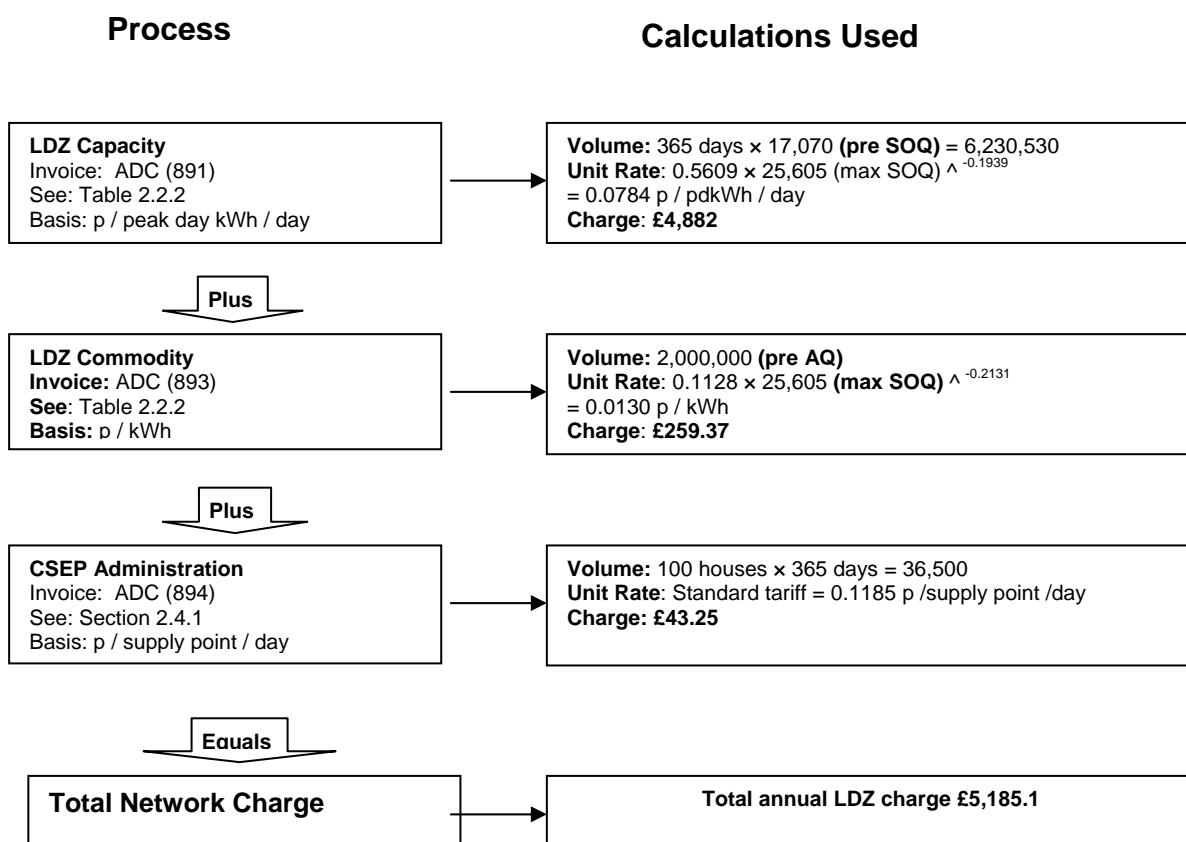 Process
Calculations Used
LDZ Capacity
Invoice: ADC (891)
See: Table 2.2.2
Basis: p / peak day kWh / day
Volume: 365 days × 17,070 (pre SOQ) = 6,230,530
Unit Rate: 0.5609 × 25,605 (max SOQ) ^ -0.1939
= 0.0784 p / pdkWh / day
Charge: £4,882
Plus
LDZ Commodity
Invoice: ADC (893)
See: Table 2.2.2
Basis: p / kWh
Volume: 2,000,000 (pre AQ)
Unit Rate: 0.1128 × 25,605 (max SOQ) ^ -0.2131
= 0.0130 p / kWh
Charge: £259.37
Plus
CSEP Administration
Invoice: ADC (894)
See: Section 2.4.1
Basis: p / supply point / day
Volume: 100 houses × 365 days = 36,500
Unit Rate: Standard tariff = 0.1185 p /supply point /day
Charge: £43.25
Equals
Total Network Charge
Total annual LDZ charge £5,185.1